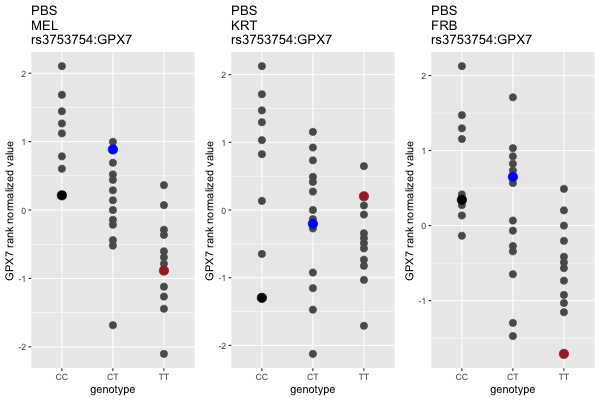 PBS
MEL
rs3753754:GPX7
GPX7 rank normalized value
2
1
0
-1
-2
CC
CT
TT
genotype
PBS
KRT
rs3753754:GPX7
GPX7 rank normalized value
2
1
0
-1
-2
CC
CT
TT
genotype
PBS
FRB
rs3753754:GPX7
GPX7 rank normalized value
2
1
0
-1
CC
CT
TT
genotype